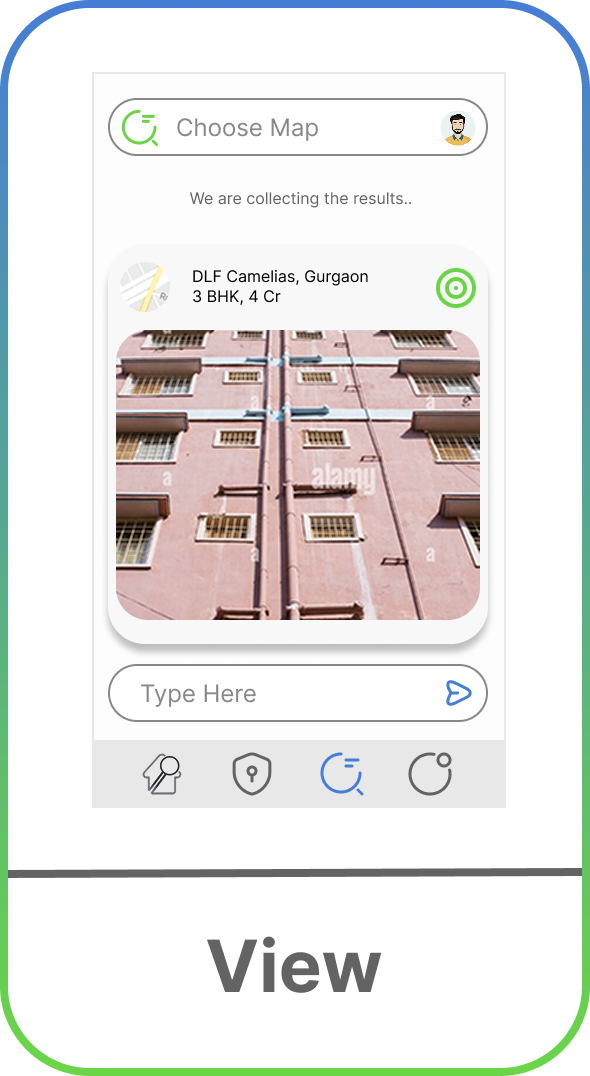 Choose Map
We are collecting the results..
DLF Camelias, Gurgaon
3 BHK, 4 Cr
a
a
a
alamy
a
a
Type Here
View